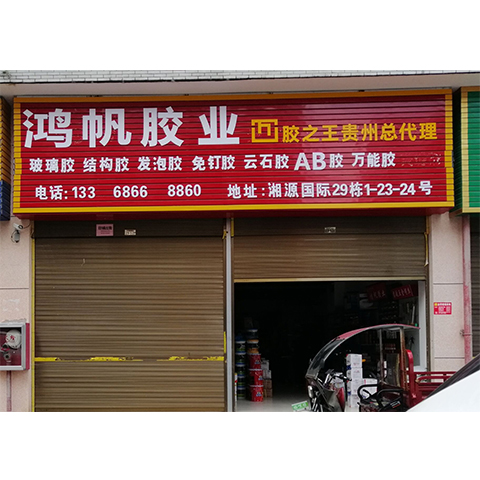 鸿帆胶业 胶之王贵州总代理
玻璃胶 结构胶 发泡胶 免钉胶 云石胶 AB胶 万能胶
电话:133 6866 8860 地址:湘源国际29栋1-23-24号